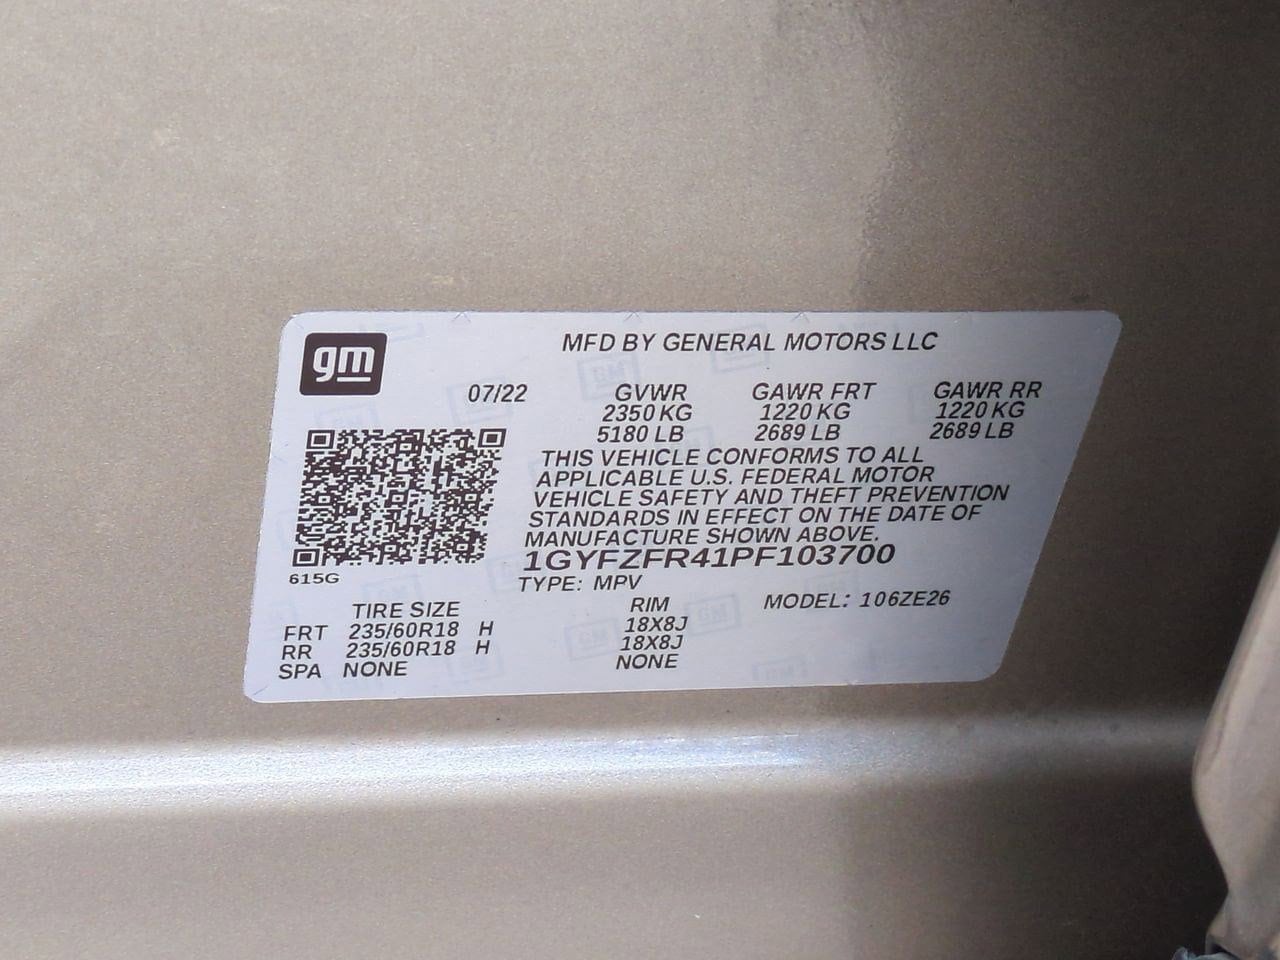 gm
MFD BY GENERAL MOTORS LLC
07/22 GVWR GAWR FRT GAWR RR
2350 KG 1220 KG 1220 KG
5180 LB 2689 LB 2689 LB
THIS VEHICLE CONFORMS TO ALL
APPLICABLE U.S. FEDERAL MOTOR
VEHICLE SAFETY AND THEFT PREVENTION
STANDARDS IN EFFECT ON THE DATE OF
MANUFACTURE SHOWN ABOVE.
1GYFZFR41PF103700
615G
TYPE: MPV
MODEL: 106ZE26
TIRE SIZE RIM
FRT 235/60R18 H 18X8J
RR 235/60R18 H 18X8J
SPA NONE NONE